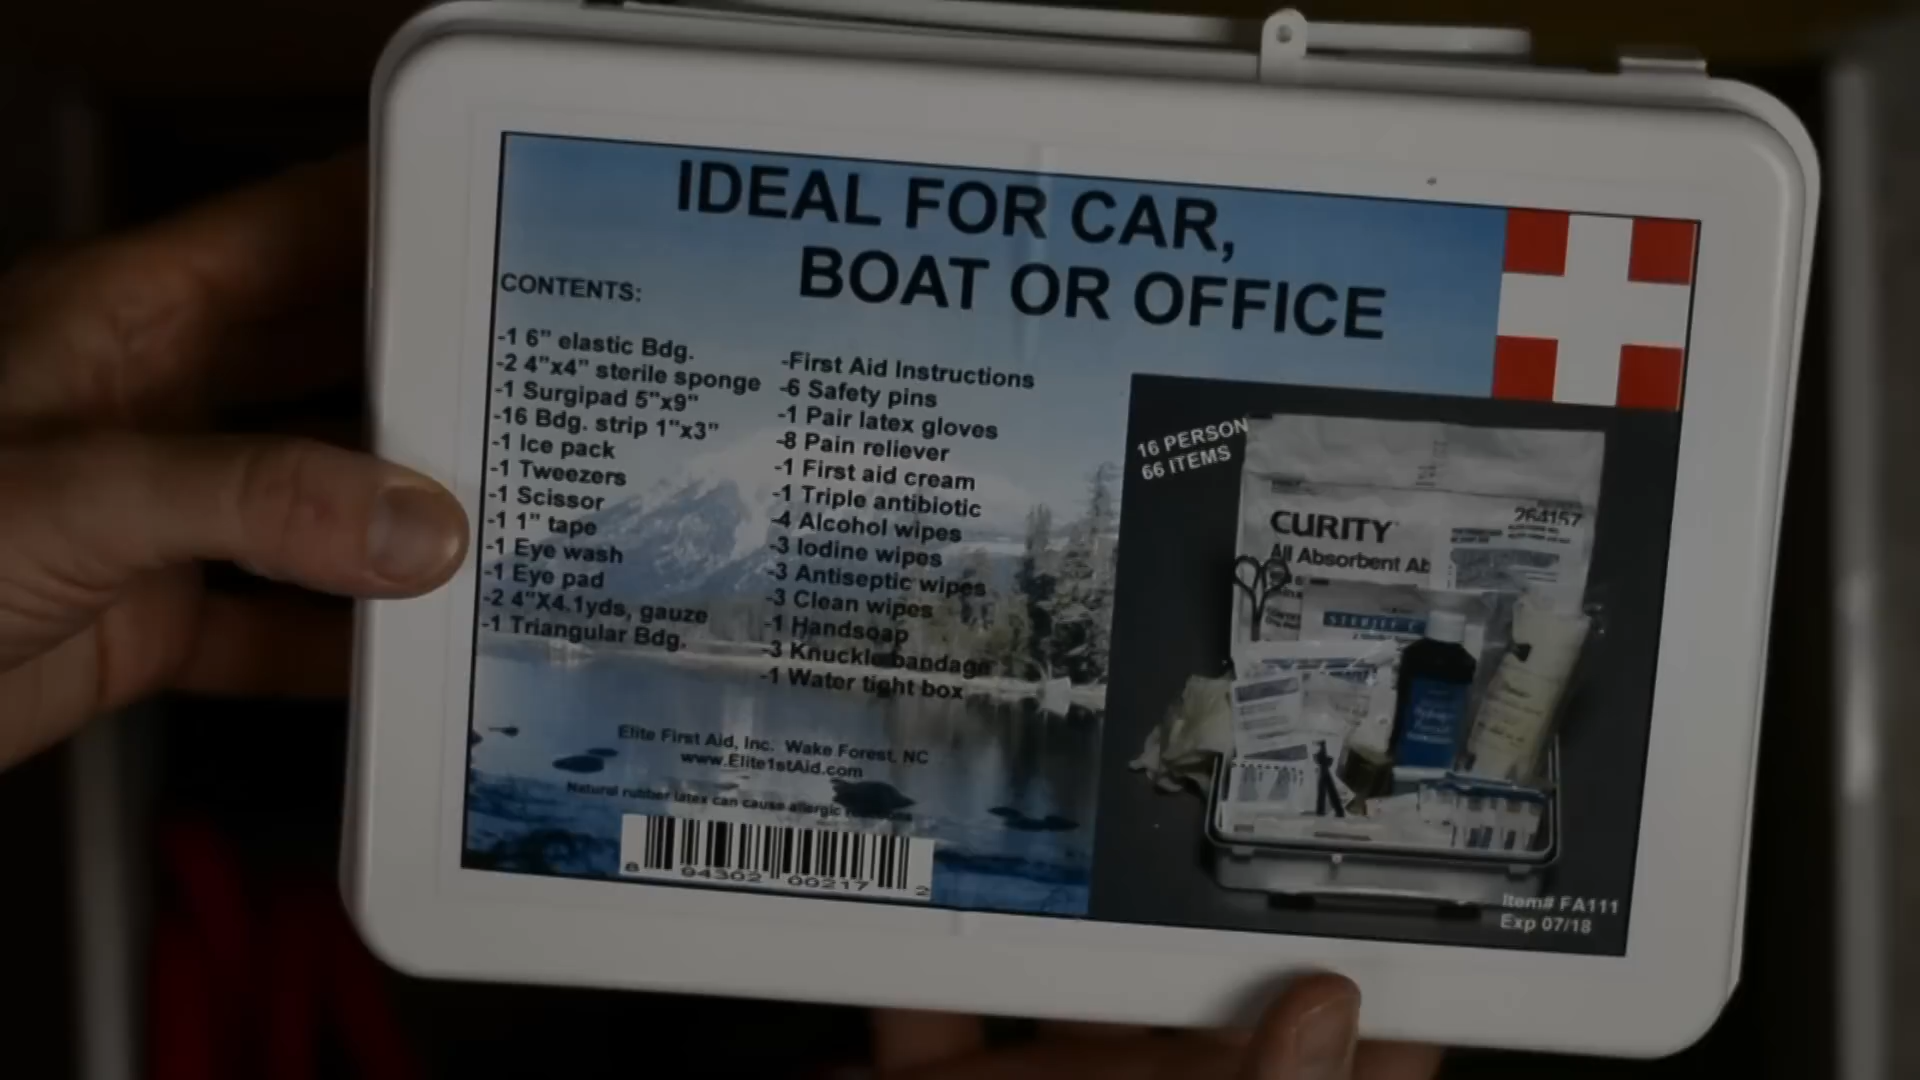 IDEAL FOR CAR,
BOAT OR OFFICE
CONTENTS:
-1 6" elastic Bdg.
-2 4"x4" sterile sponge
-1 Surgipad 5"x9"
-16 Bdg. strip 1"x3"
-1 Ice pack
-1 Tweezers
-1 Scissor
-1 1" tape
-1 Eye wash
-1 Eye pad
-2 4"X4.1yds, gauze
-1 Triangular Bdg.
-First Aid Instructions
-6 Safety pins
-1 Pair latex gloves
-8 Pain reliever
-1 First aid cream
-1 Triple antibiotic
-4 Alcohol wipes
-3 Iodine wipes
-3 Antiseptic wipes
-3 Clean wipes
-1 Handsoap
-3 Knuckle bandage
-1 Water tight box
Elite First Aid, Inc. Wake Forest, NC
www.Elite1stAid.com
Natural rubber latex can cause allergic reactions
8 94302 00217 2
16 PERSON
66 ITEMS
264157
CURITY
All Absorbent Ab
Item# FA111
Exp 07/18